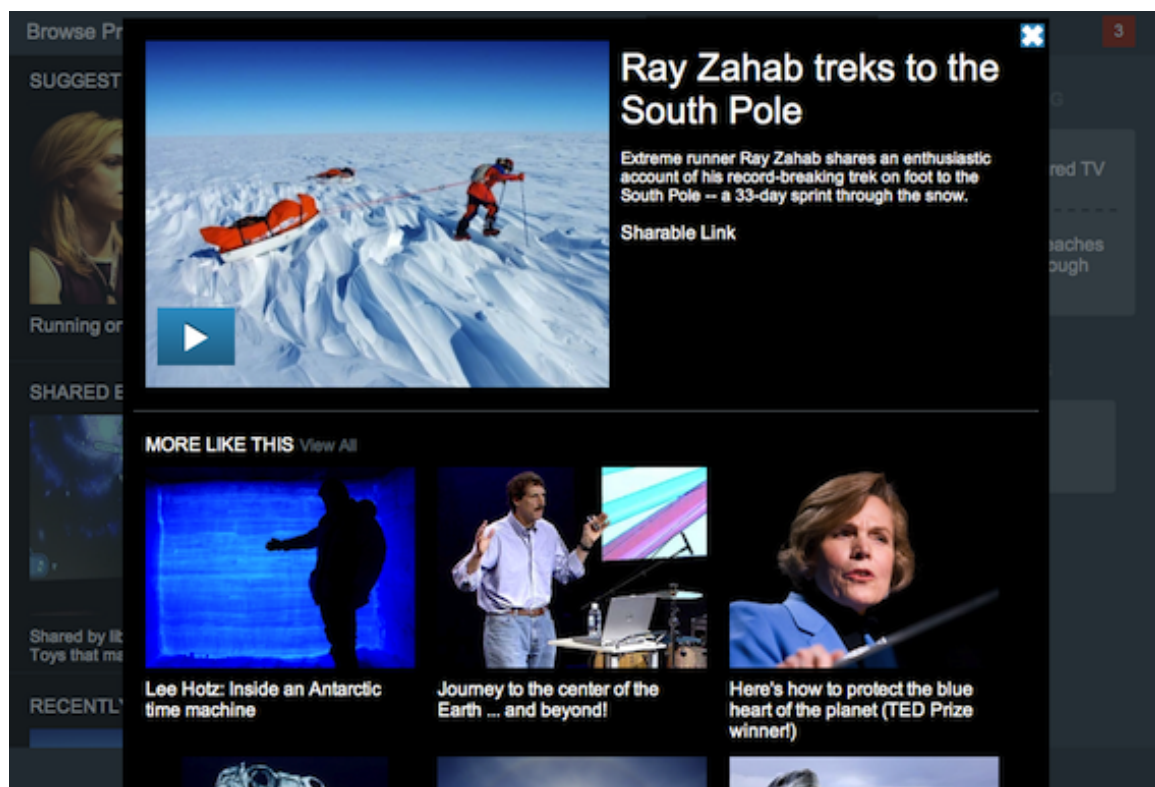 Browse Pr
3
SUGGEST
G
Ray Zahab treks to the
South Pole
Extreme runner Ray Zahab shares an enthusiastic
account of his record-breaking trek on foot to the
South Pole -- a 33-day sprint through the snow.
Sharable Link
red TV
eaches
ough
Running or
SHARED E
MORE LIKE THIS View All
Shared by lib
Toys that ma
Lee Hotz: Inside an Antarctic
time machine
Journey to the center of the
Earth ... and beyond!
Here's how to protect the blue
heart of the planet (TED Prize
winner!)
RECENTLY